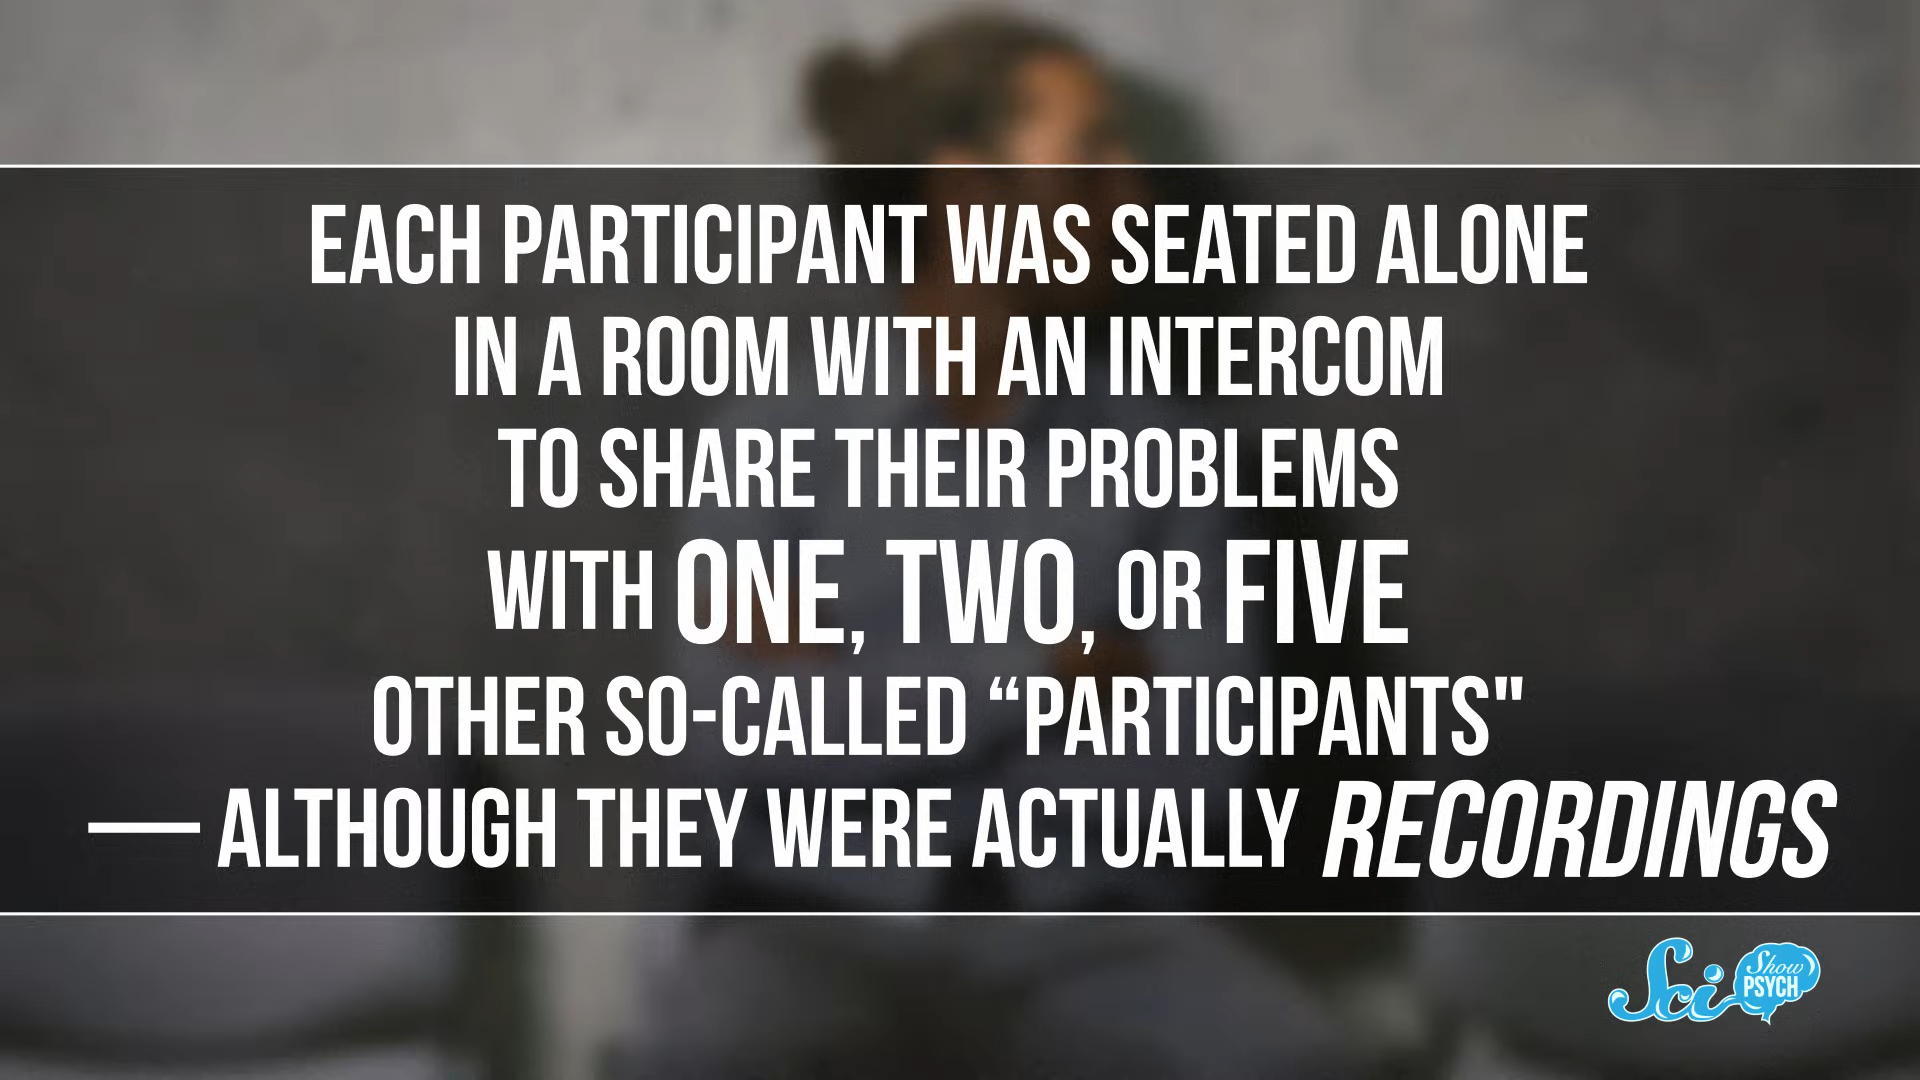 EACH PARTICIPANT WAS SEATED ALONE
IN A ROOM WITH AN INTERCOM
TO SHARE THEIR PROBLEMS
WITH ONE, TWO, OR FIVE
OTHER SO-CALLED “PARTICIPANTS"
— ALTHOUGH THEY WERE ACTUALLY RECORDINGS
Sci Show PSYCH